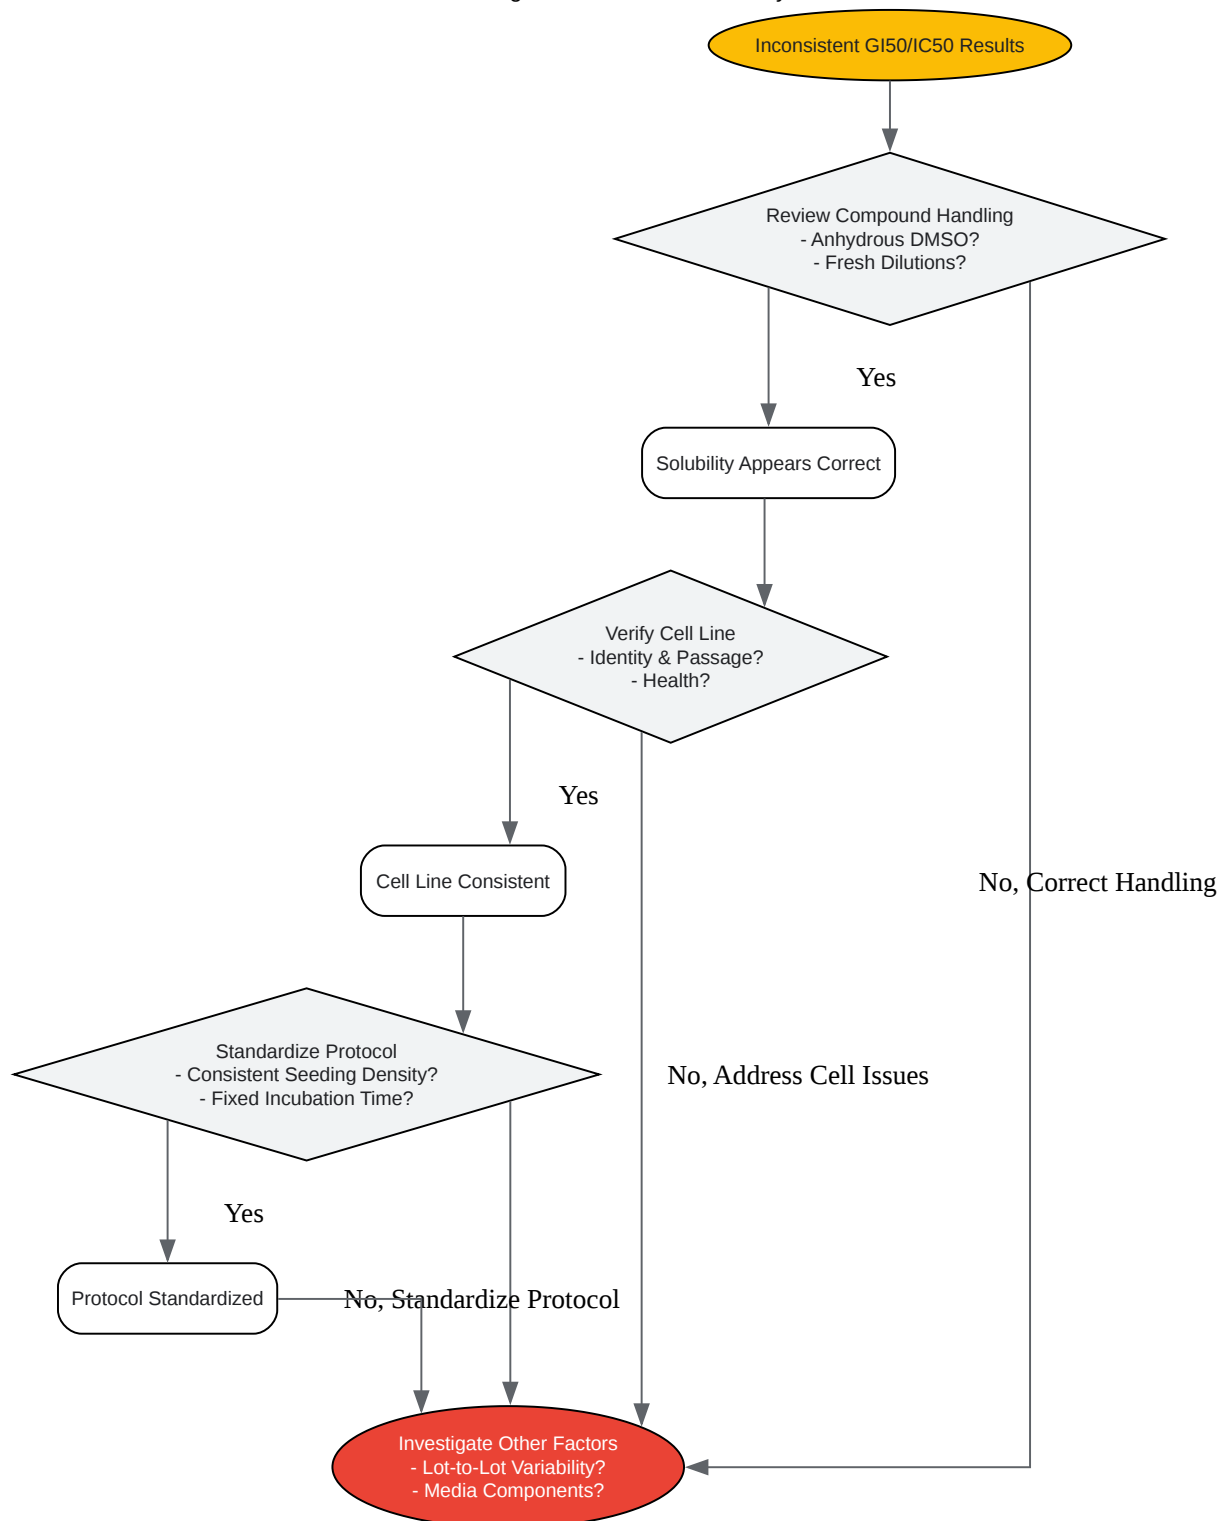 Inconsistent GI50/IC50 Results
Review Compound Handling
- Anhydrous DMSO?
- Fresh Dilutions?
Yes
Solubility Appears Correct
Verify Cell Line
- Identity & Passage?
- Health?
Yes
Cell Line Consistent
No, Correct Handling
Standardize Protocol
- Consistent Seeding Density?
- Fixed Incubation Time?
No, Address Cell Issues
Yes
Protocol Standardized
No, Standardize Protocol
Investigate Other Factors
- Lot-to-Lot Variability?
- Media Components?